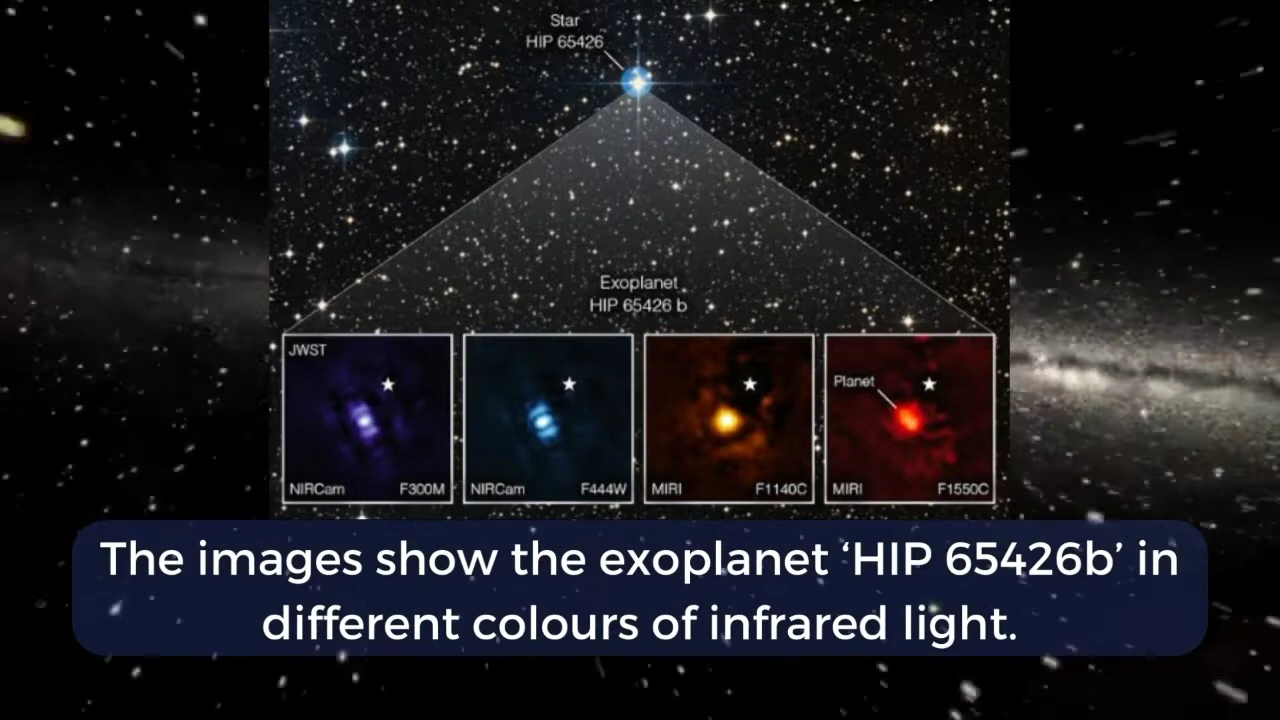 Star
HIP 65426
Exoplanet
HIP 65426 b
JWST
Planet
NIRCam F300M
NIRCam F444W
MIRI F1140C
MIRI F1550C
The images show the exoplanet ‘HIP 65426b’ in
different colours of infrared light.